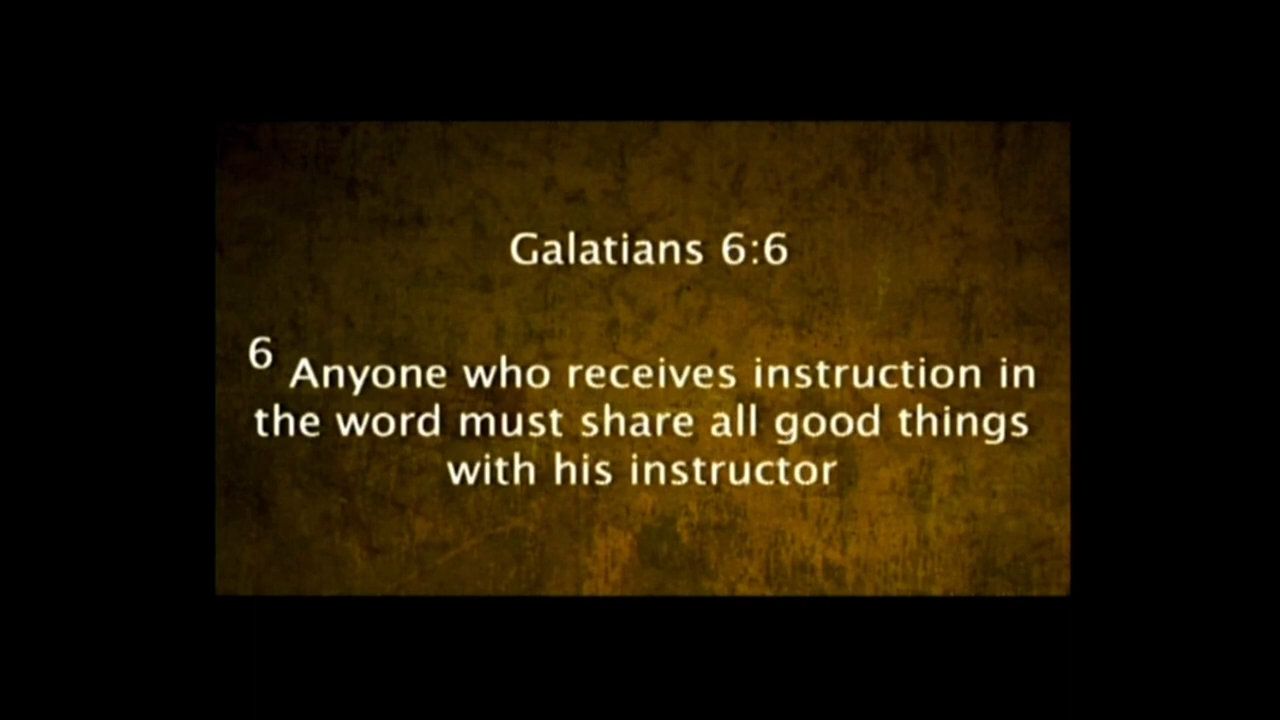 Galatians 6:6
6 Anyone who receives instruction in
the word must share all good things
with his instructor